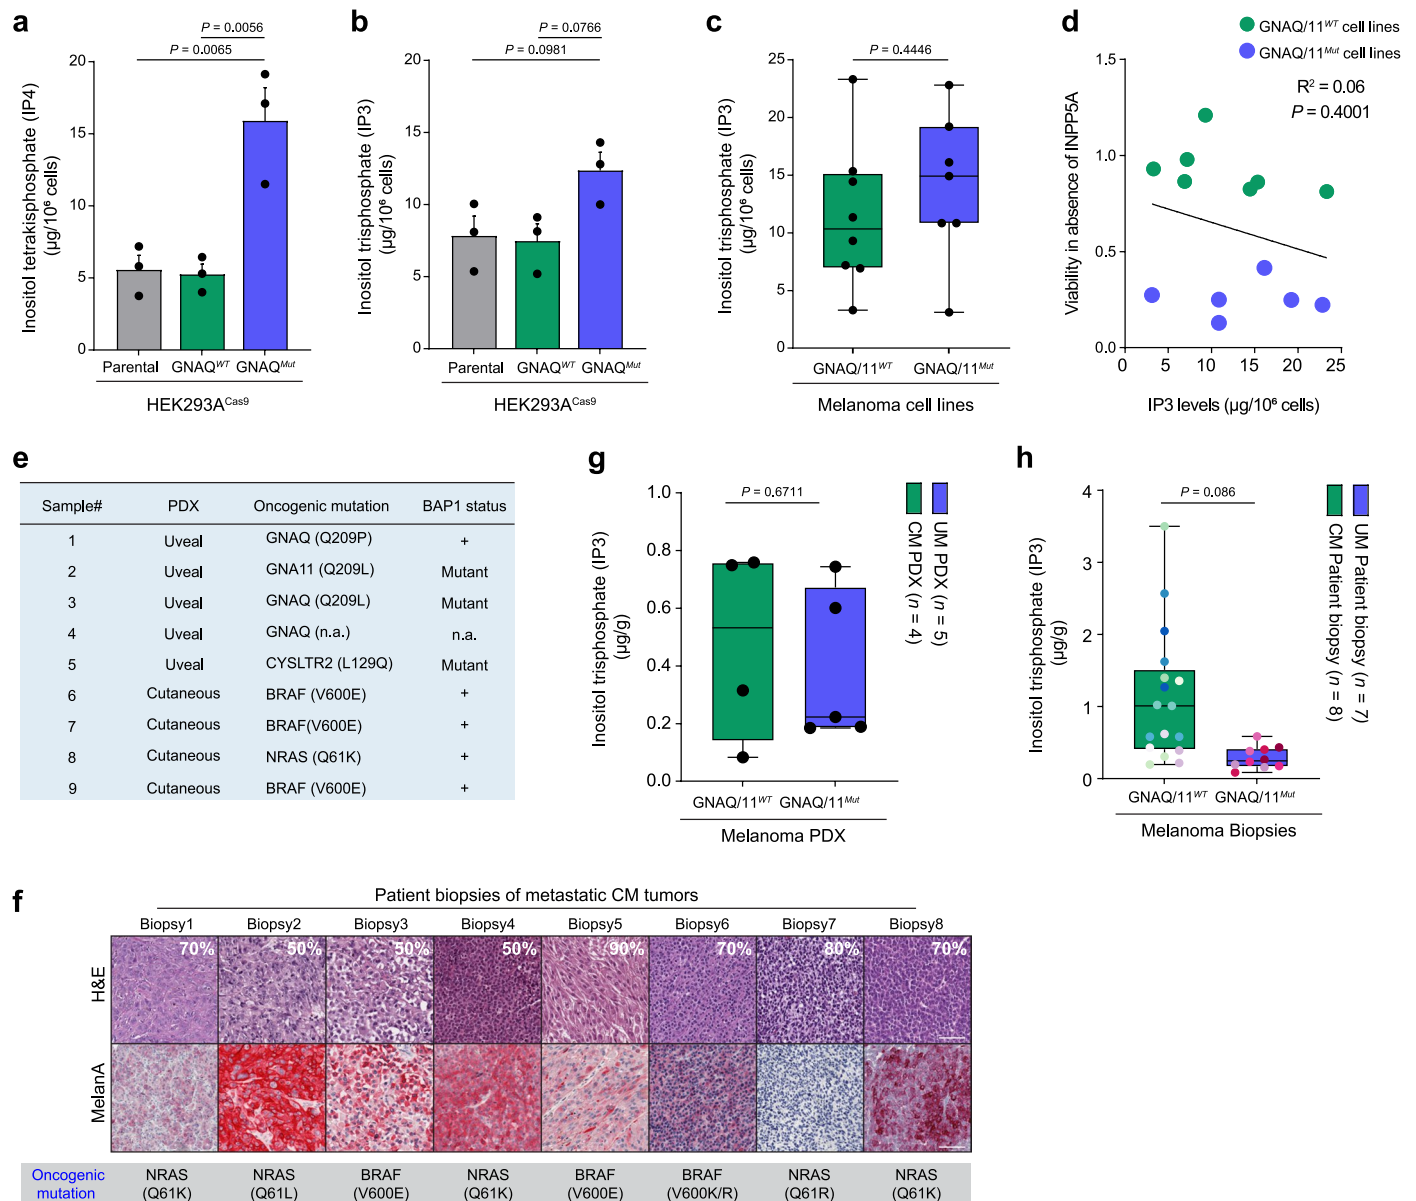 a
P = 0.0056
P = 0.0065
Inositol tetrakisphosphate (IP4)
(µg/10⁶ cells)
20
15
10
5
0
Parental
GNAQWT
GNAQMut
HEK293ACas9
b
P = 0.0766
P = 0.0981
Inositol trisphosphate (IP3)
(µg/10⁶ cells)
20
15
10
5
0
Parental
GNAQWT
GNAQMut
HEK293ACas9
c
P = 0.4446
Inositol trisphosphate (IP3)
(µg/10⁶ cells)
25
20
15
10
5
0
GNAQ/11WT
GNAQ/11Mut
Melanoma cell lines
d
GNAQ/11WT cell lines
GNAQ/11Mut cell lines
R² = 0.06
P = 0.4001
Viability in absence of INPP5A
1.5
1.0
0.5
0.0
0 5 10 15 20 25
IP3 levels (µg/10⁶ cells)
e
Sample# PDX Oncogenic mutation BAP1 status
1 Uveal GNAQ (Q209P) +
2 Uveal GNA11 (Q209L) Mutant
3 Uveal GNAQ (Q209L) Mutant
4 Uveal GNAQ (n.a.) n.a.
5 Uveal CYSLTR2 (L129Q) Mutant
6 Cutaneous BRAF (V600E) +
7 Cutaneous BRAF(V600E) +
8 Cutaneous NRAS (Q61K) +
9 Cutaneous BRAF (V600E) +
g
P = 0.6711
Inositol trisphosphate (IP3)
(µg/g)
1.0
0.8
0.6
0.4
0.2
0.0
GNAQ/11WT
GNAQ/11Mut
Melanoma PDX
UM PDX (n = 5)
CM PDX (n = 4)
h
P = 0.086
Inositol trisphosphate (IP3)
(µg/g)
4
3
2
1
0
GNAQ/11WT
GNAQ/11Mut
Melanoma Biopsies
UM Patient biopsy (n = 7)
CM Patient biopsy (n = 8)
f
Patient biopsies of metastatic CM tumors
Biopsy1 Biopsy2 Biopsy3 Biopsy4 Biopsy5 Biopsy6 Biopsy7 Biopsy8
H&E
70% 50% 50% 50% 90% 70% 80% 70%
MelanA
Oncogenic NRAS NRAS BRAF NRAS BRAF BRAF NRAS NRAS
mutation (Q61K) (Q61L) (V600E) (Q61K) (V600E) (V600K/R) (Q61R) (Q61K)